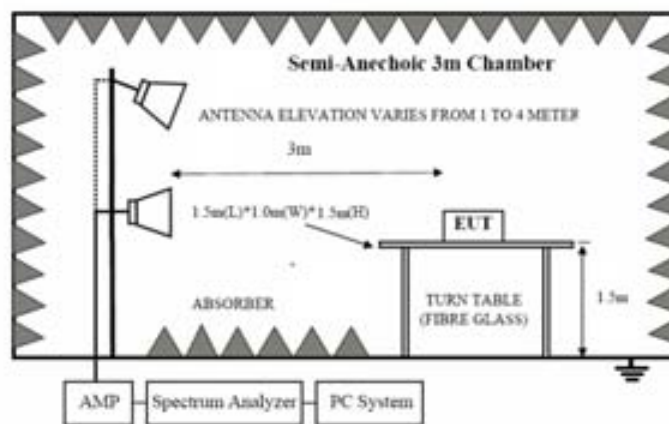 Semi-Anechoic 3m Chamber
ANTENNA ELEVATION VARIES FROM 1 TO 4 METER
3m
1.5m(L)*1.0m(W)*1.5m(H)
EUT
ABSORBER
TURN TABLE
(FIBRE GLASS)
1.5m
AMP
Spectrum Analyzer
PC System